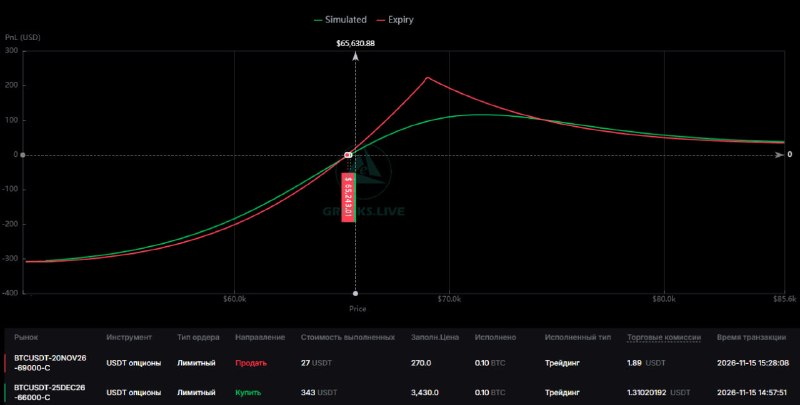 Simulated Expiry
PnL (USD)
$65,630.88
300
200
100
0
0
-100
$ 65,243.01
-200
GREEKS.LIVE
-300
-400
$60.0k $70.0k $80.0k $85.6k
Price
Рынок Инструмент Тип ордера Направление Стоимость выполненных Заполн.Цена Исполнено Исполненный тип Торговые комиссии Время транзакции
BTCUSDT-20NOV26
-69000-C
USDT опционы Лимитный Продать 27 USDT 270.0 0.10 BTC Трейдинг 1.89 USDT 2026-11-15 15:28:08
BTCUSDT-25DEC26
-66000-C
USDT опционы Лимитный Купить 343 USDT 3,430.0 0.10 BTC Трейдинг 1.31020192 USDT 2026-11-15 14:57:51